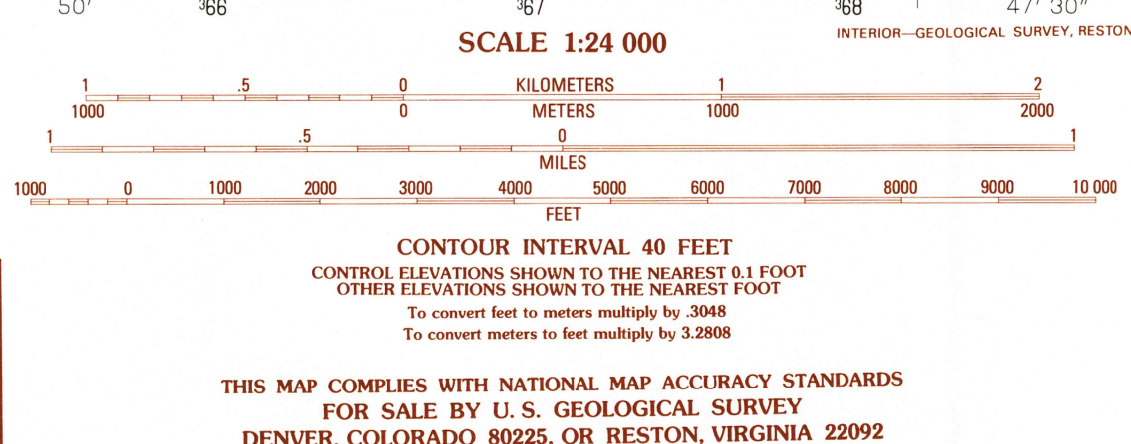 50' ³66 ³67 ³68 47' 30"
INTERIOR—GEOLOGICAL SURVEY, RESTON
SCALE 1:24 000
1 .5 0 KILOMETERS 1 2
1000 0 METERS 1000 2000
1 .5 0 1
MILES
1000 0 1000 2000 3000 4000 5000 6000 7000 8000 9000 10 000
FEET
CONTOUR INTERVAL 40 FEET
CONTROL ELEVATIONS SHOWN TO THE NEAREST 0.1 FOOT
OTHER ELEVATIONS SHOWN TO THE NEAREST FOOT
To convert feet to meters multiply by .3048
To convert meters to feet multiply by 3.2808
THIS MAP COMPLIES WITH NATIONAL MAP ACCURACY STANDARDS
FOR SALE BY U. S. GEOLOGICAL SURVEY
DENVER, COLORADO 80225, OR RESTON, VIRGINIA 22092